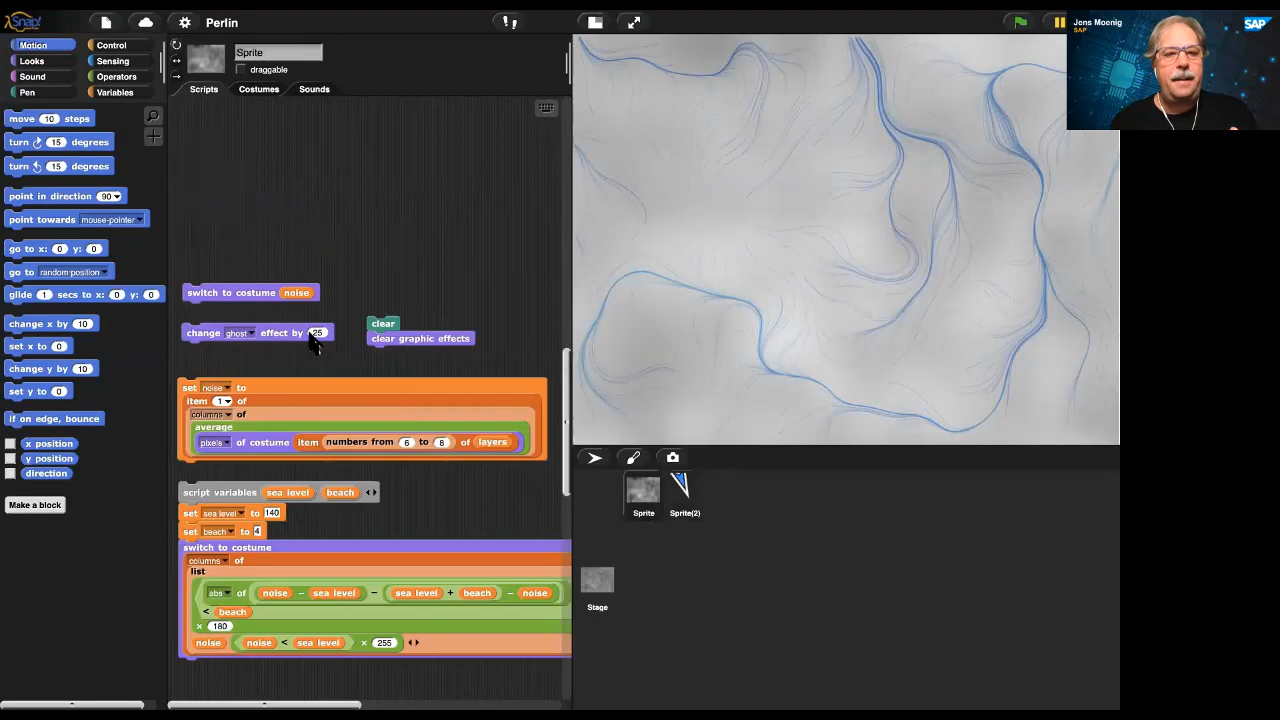 Snap!
Perlin
Jens Moenig
SAP
SAP
Motion
Control
Looks
Sensing
Sound
Operators
Pen
Variables
Sprite
draggable
Scripts
Costumes
Sounds
move 10 steps
turn 15 degrees
turn 15 degrees
point in direction 90
point towards mouse-pointer
go to x: 0 y: 0
go to random position
glide 1 secs to x: 0 y: 0
change x by 10
set x to 0
change y by 10
set y to 0
if on edge, bounce
x position
y position
direction
Make a block
switch to costume noise
change ghost effect by 25
clear
clear graphic effects
set noise to
item 1 of
columns of
average
pixels of costume item numbers from 6 to 8 of layers
script variables sea level beach
set sea level to 140
set beach to 4
switch to costume
columns of
list
abs of noise − sea level − sea level + beach − noise
< beach
× 180
noise noise < sea level × 255
Sprite
Sprite(2)
Stage